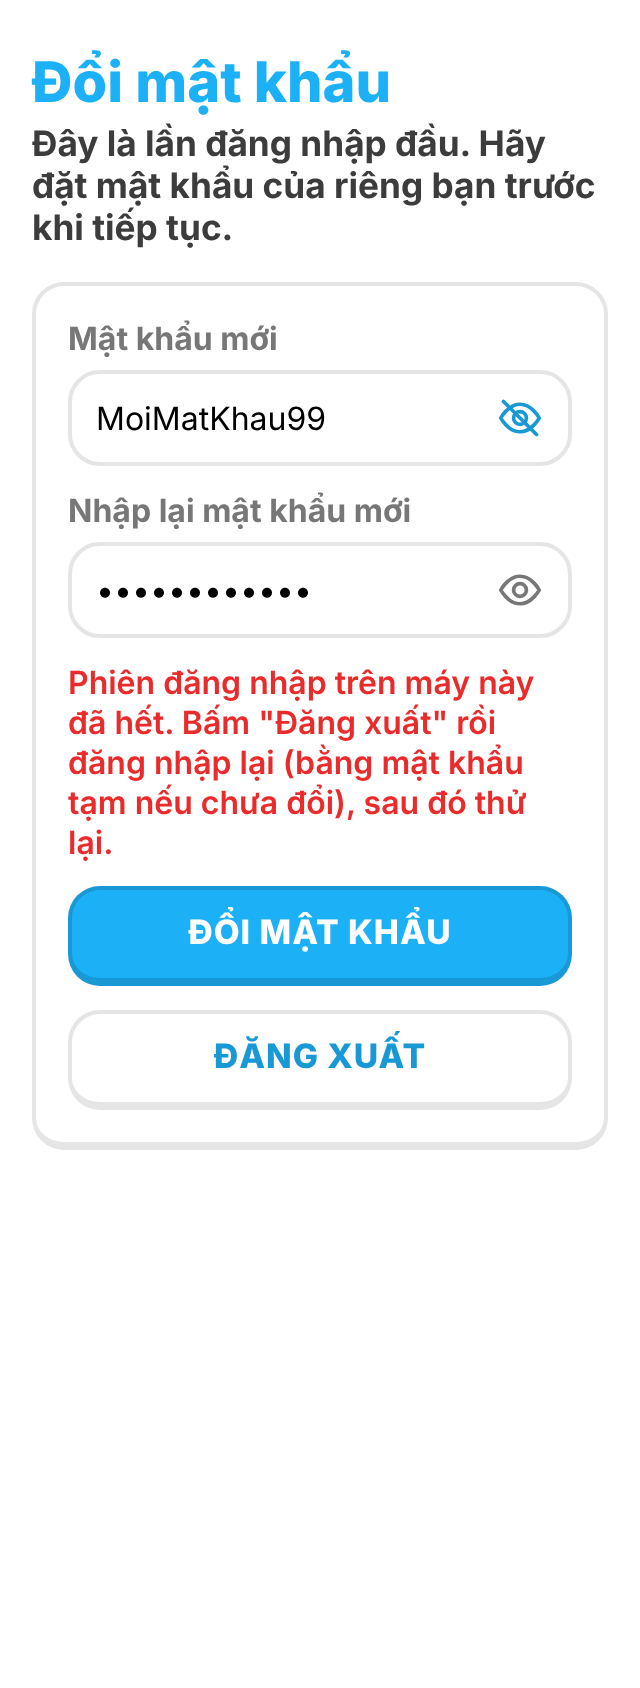 Đổi mật khẩu
Đây là lần đăng nhập đầu. Hãy
đặt mật khẩu của riêng bạn trước
khi tiếp tục.
Mật khẩu mới
MoiMatKhau99
Nhập lại mật khẩu mới
••••••••••••
Phiên đăng nhập trên máy này
đã hết. Bấm "Đăng xuất" rồi
đăng nhập lại (bằng mật khẩu
tạm nếu chưa đổi), sau đó thử
lại.
ĐỔI MẬT KHẨU
ĐĂNG XUẤT